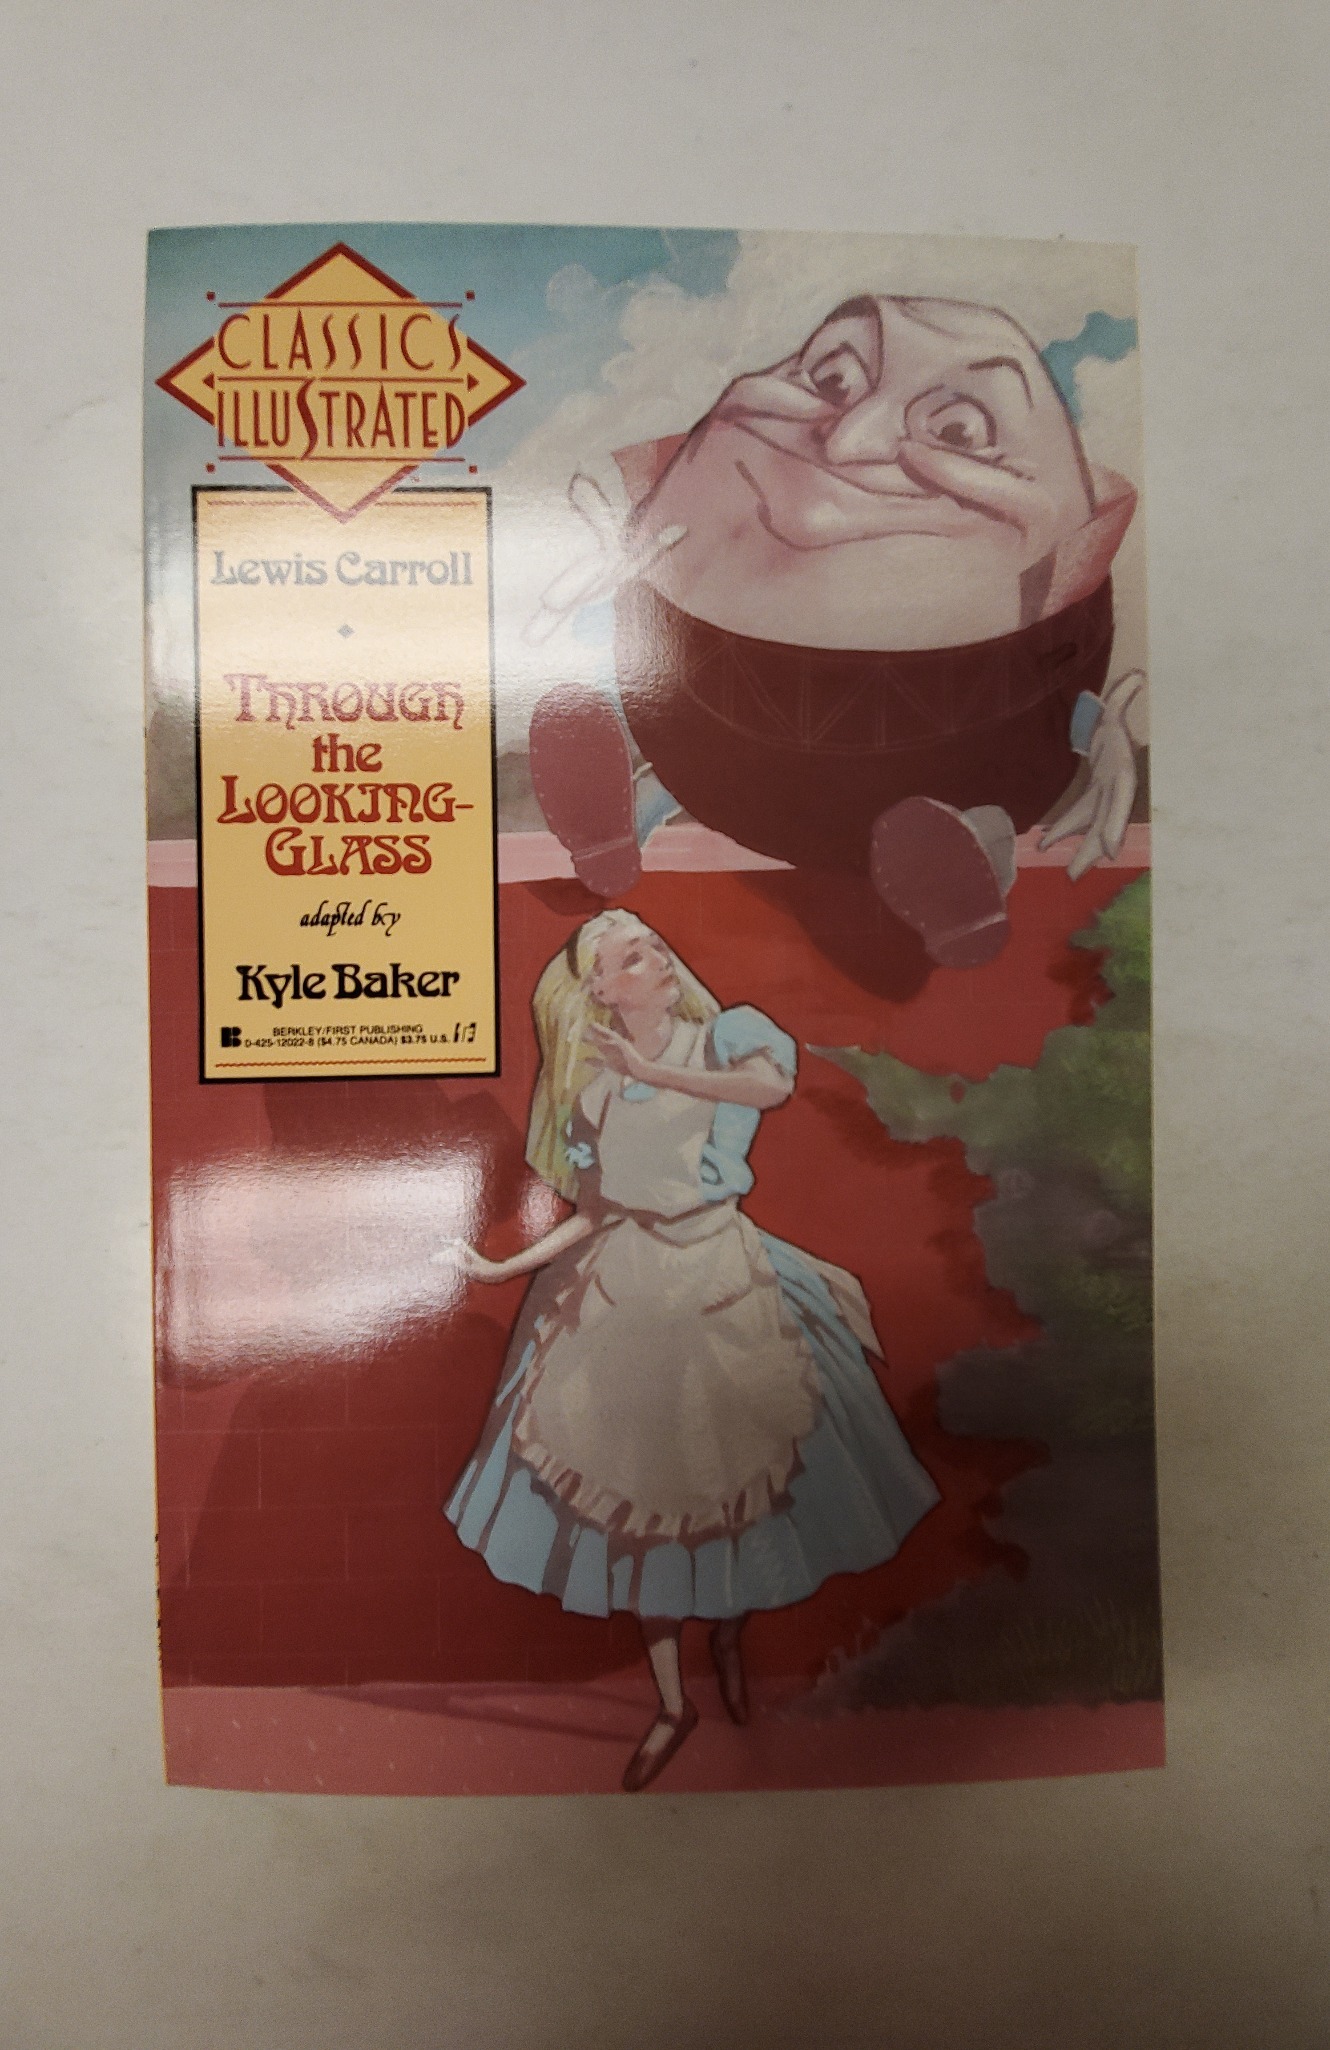 CLASSICS
ILLUSTRATED
Lewis Carroll
THROUGH
the
LOOKING-
GLASS
adapted by
Kyle Baker
BERKLEY/FIRST PUBLISHING
0-425-12022-8 ($4.75 CANADA) $3.75 U.S.